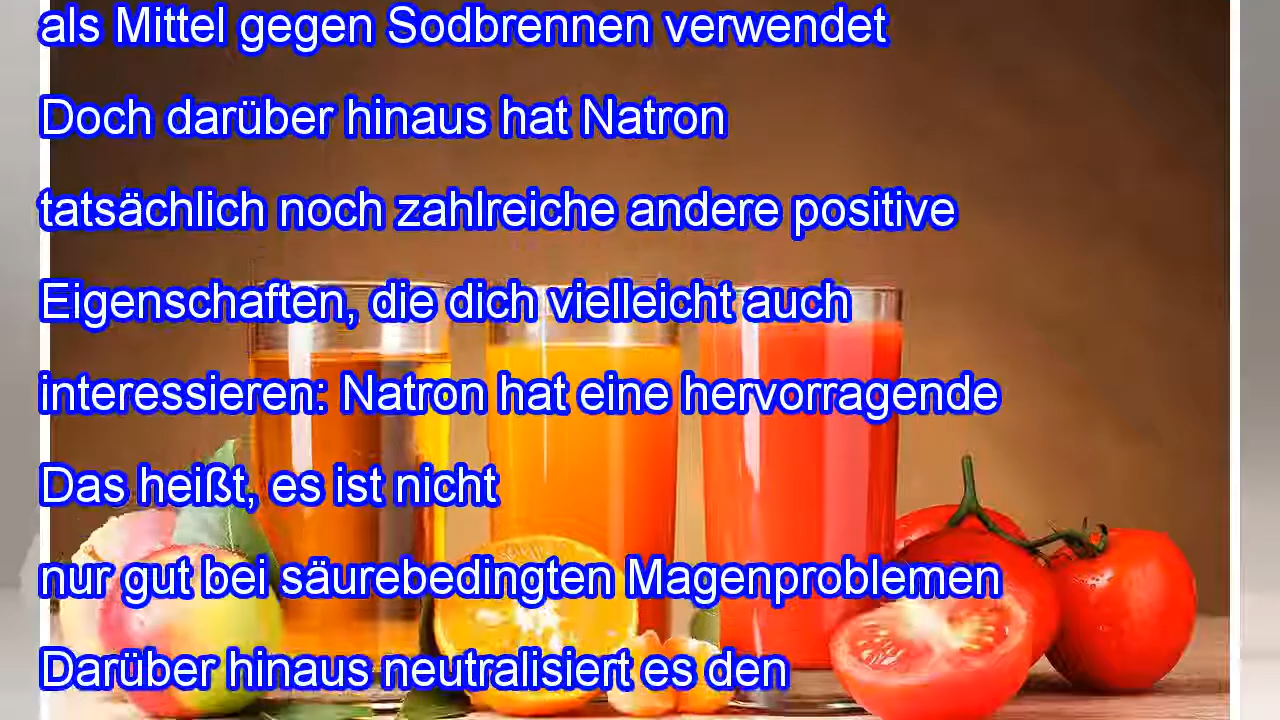 als Mittel gegen Sodbrennen verwendet
Doch darüber hinaus hat Natron
tatsächlich noch zahlreiche andere positive
Eigenschaften, die dich vielleicht auch
interessieren: Natron hat eine hervorragende
Das heißt, es ist nicht
nur gut bei säurebedingten Magenproblemen
Darüber hinaus neutralisiert es den